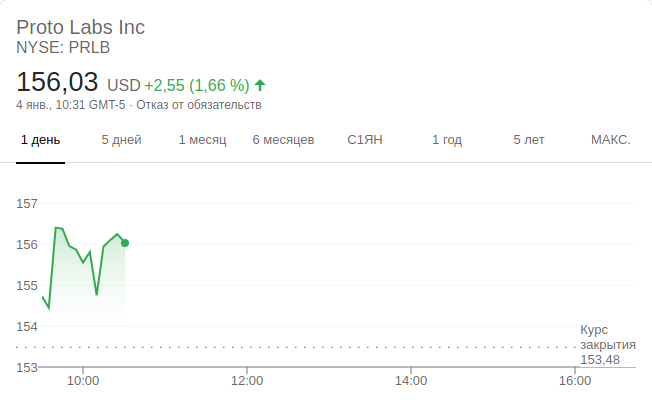 Proto Labs Inc
NYSE: PRLB
156,03 USD +2,55 (1,66 %)
4 янв., 10:31 GMT-5 · Отказ от обязательств
1 день 5 дней 1 месяц 6 месяцев С1ЯН 1 год 5 лет МАКС.
157
156
155
154
Курс
закрытия
153,48
153
10:00 12:00 14:00 16:00